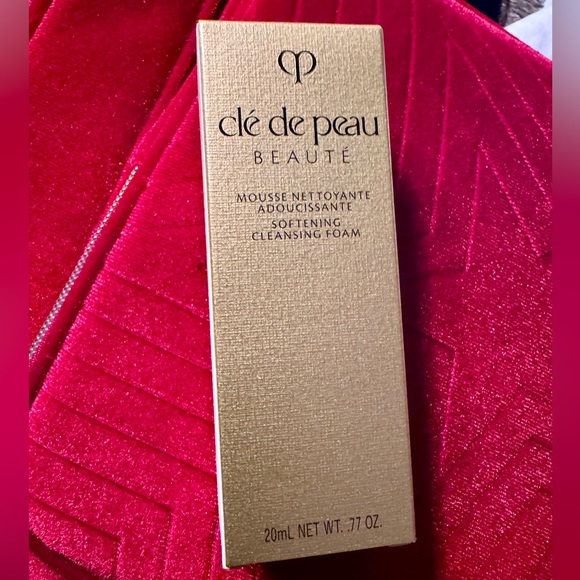 clé de peau
BEAUTÉ
MOUSSE NETTOYANTE
ADOUCISSANTE
SOFTENING
CLEANSING FOAM
20mL NET WT. .77 OZ.